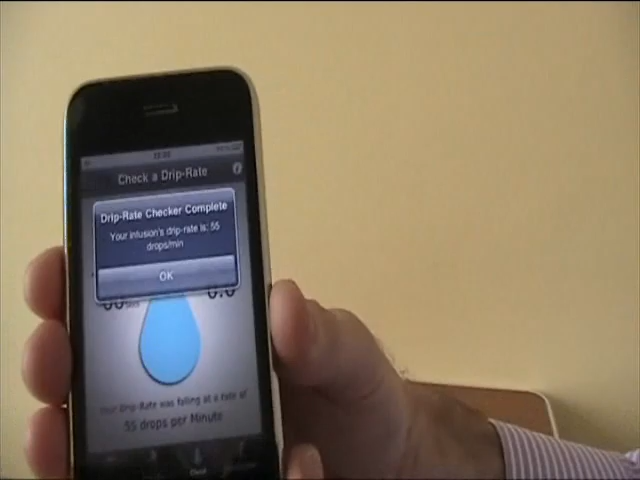 Check a Drip-Rate
Drip-Rate Checker Complete
Your infusion's drip-rate is: 55
drops/min
OK
Your Drip-Rate was falling at a rate of
55 drops per Minute